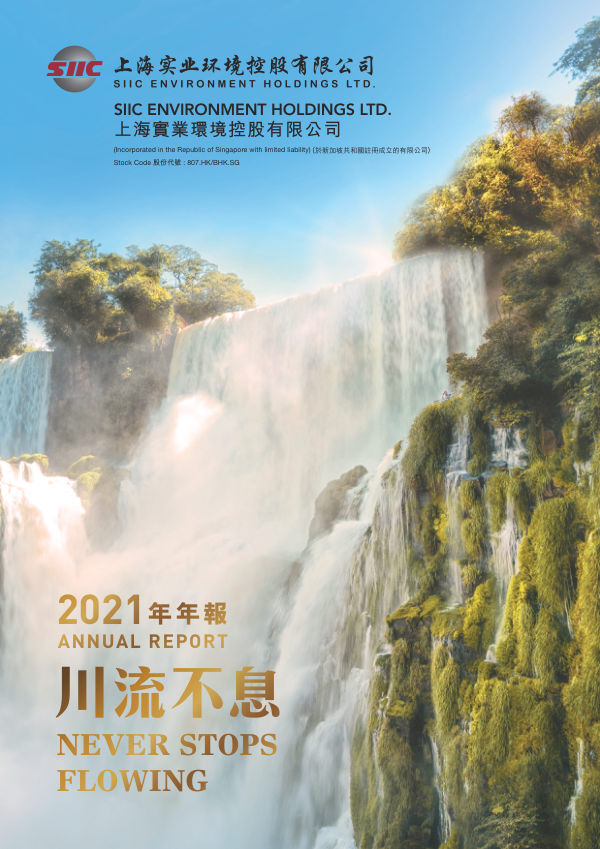 SIIC 上海实业环境控股有限公司
SIIC ENVIRONMENT HOLDINGS LTD.
SIIC ENVIRONMENT HOLDINGS LTD.
上海實業環境控股有限公司
(Incorporated in the Republic of Singapore with limited liability) (於新加坡共和國註冊成立的有限公司)
Stock Code 股份代號 : 807.HK/BHK.SG
2021年年報
ANNUAL REPORT
川流不息
NEVER STOPS
FLOWING